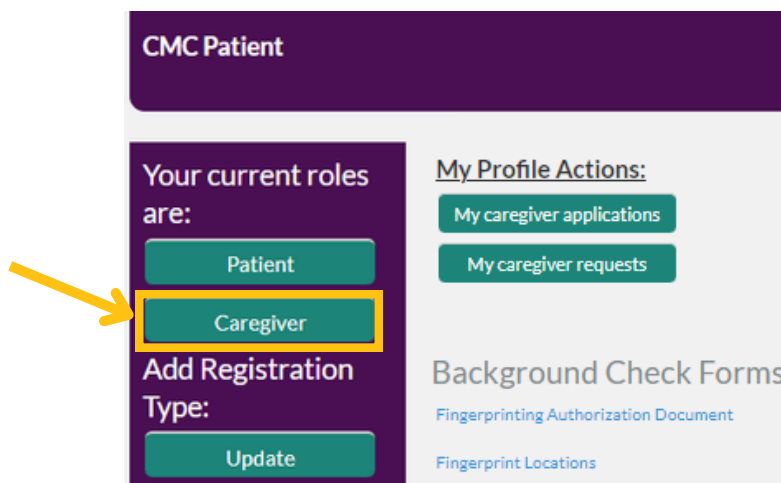 CMC Patient
Your current roles
are:
Patient
Caregiver
Add Registration
Type:
Update
My Profile Actions:
My caregiver applications
My caregiver requests
Background Check Forms
Fingerprinting Authorization Document
Fingerprint Locations